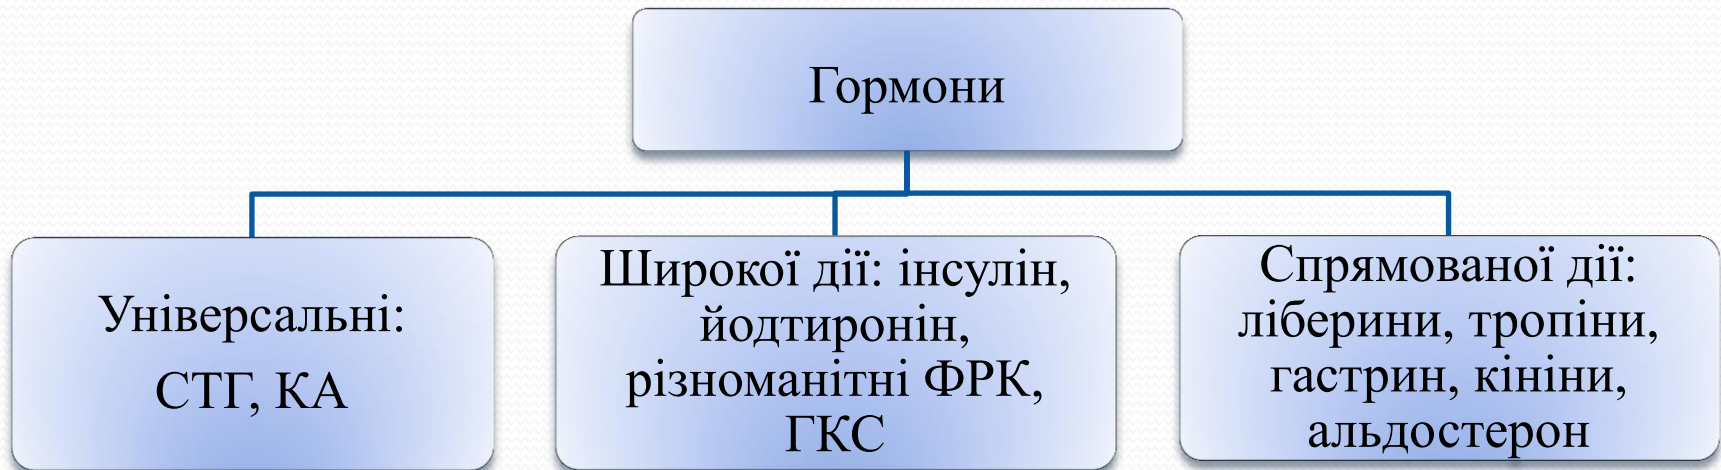 Гормони
Універсальні:
СТГ, КА
Широкої дії: інсулін,
йодтиронін,
різноманітні ФРК,
ГКС
Спрямованої дії:
ліберини, тропіни,
гастрин, кініни,
альдостерон